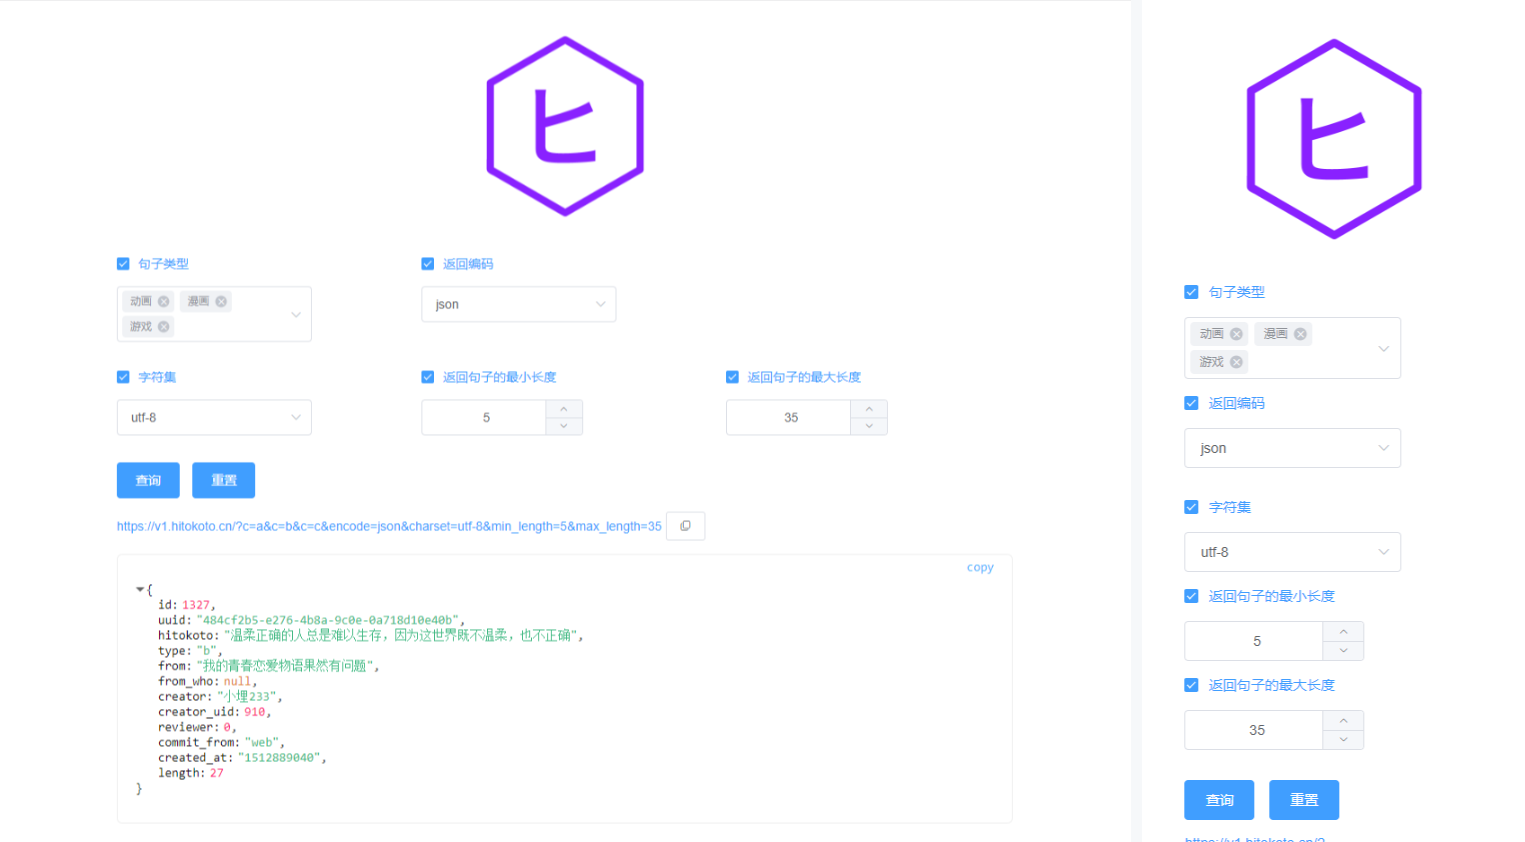 ヒ
句子类型
返回编码
动画
漫画
游戏
json
字符集
返回句子的最小长度
返回句子的最大长度
utf-8
5
35
查询
重置
https://v1.hitokoto.cn/?c=a&c=b&c=c&encode=json&charset=utf-8&min_length=5&max_length=35
copy
{
id: 1327,
uuid: "484cf2b5-e276-4b8a-9c0e-0a718d10e40b",
hitokoto: "温柔正确的人总是难以生存，因为这世界既不温柔，也不正确",
type: "b",
from: "我的青春恋爱物语果然有问题",
from_who: null,
creator: "小埋233",
creator_uid: 910,
reviewer: 0,
commit_from: "web",
created_at: "1512889040",
length: 27
}
ヒ
句子类型
动画
漫画
游戏
返回编码
json
字符集
utf-8
返回句子的最小长度
5
返回句子的最大长度
35
查询
重置
https://v1.hitokoto.cn/?